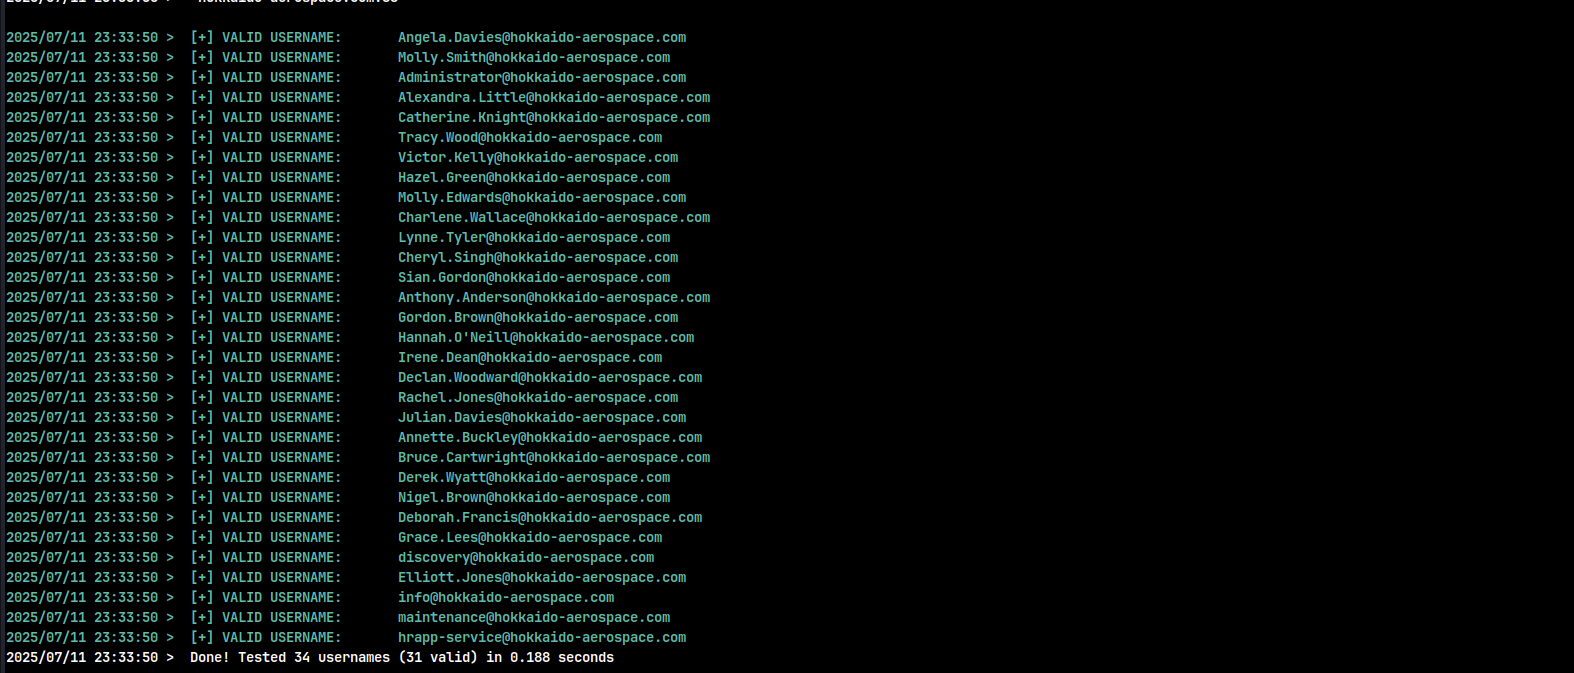 2025/07/11 23:33:50 >  [+] VALID USERNAME:       Angela.Davies@hokkaido-aerospace.com
2025/07/11 23:33:50 >  [+] VALID USERNAME:       Molly.Smith@hokkaido-aerospace.com
2025/07/11 23:33:50 >  [+] VALID USERNAME:       Administrator@hokkaido-aerospace.com
2025/07/11 23:33:50 >  [+] VALID USERNAME:       Alexandra.Little@hokkaido-aerospace.com
2025/07/11 23:33:50 >  [+] VALID USERNAME:       Catherine.Knight@hokkaido-aerospace.com
2025/07/11 23:33:50 >  [+] VALID USERNAME:       Tracy.Wood@hokkaido-aerospace.com
2025/07/11 23:33:50 >  [+] VALID USERNAME:       Victor.Kelly@hokkaido-aerospace.com
2025/07/11 23:33:50 >  [+] VALID USERNAME:       Hazel.Green@hokkaido-aerospace.com
2025/07/11 23:33:50 >  [+] VALID USERNAME:       Molly.Edwards@hokkaido-aerospace.com
2025/07/11 23:33:50 >  [+] VALID USERNAME:       Charlene.Wallace@hokkaido-aerospace.com
2025/07/11 23:33:50 >  [+] VALID USERNAME:       Lynne.Tyler@hokkaido-aerospace.com
2025/07/11 23:33:50 >  [+] VALID USERNAME:       Cheryl.Singh@hokkaido-aerospace.com
2025/07/11 23:33:50 >  [+] VALID USERNAME:       Sian.Gordon@hokkaido-aerospace.com
2025/07/11 23:33:50 >  [+] VALID USERNAME:       Anthony.Anderson@hokkaido-aerospace.com
2025/07/11 23:33:50 >  [+] VALID USERNAME:       Gordon.Brown@hokkaido-aerospace.com
2025/07/11 23:33:50 >  [+] VALID USERNAME:       Hannah.O'Neill@hokkaido-aerospace.com
2025/07/11 23:33:50 >  [+] VALID USERNAME:       Irene.Dean@hokkaido-aerospace.com
2025/07/11 23:33:50 >  [+] VALID USERNAME:       Declan.Woodward@hokkaido-aerospace.com
2025/07/11 23:33:50 >  [+] VALID USERNAME:       Rachel.Jones@hokkaido-aerospace.com
2025/07/11 23:33:50 >  [+] VALID USERNAME:       Julian.Davies@hokkaido-aerospace.com
2025/07/11 23:33:50 >  [+] VALID USERNAME:       Annette.Buckley@hokkaido-aerospace.com
2025/07/11 23:33:50 >  [+] VALID USERNAME:       Bruce.Cartwright@hokkaido-aerospace.com
2025/07/11 23:33:50 >  [+] VALID USERNAME:       Derek.Wyatt@hokkaido-aerospace.com
2025/07/11 23:33:50 >  [+] VALID USERNAME:       Nigel.Brown@hokkaido-aerospace.com
2025/07/11 23:33:50 >  [+] VALID USERNAME:       Deborah.Francis@hokkaido-aerospace.com
2025/07/11 23:33:50 >  [+] VALID USERNAME:       Grace.Lees@hokkaido-aerospace.com
2025/07/11 23:33:50 >  [+] VALID USERNAME:       discovery@hokkaido-aerospace.com
2025/07/11 23:33:50 >  [+] VALID USERNAME:       Elliott.Jones@hokkaido-aerospace.com
2025/07/11 23:33:50 >  [+] VALID USERNAME:       info@hokkaido-aerospace.com
2025/07/11 23:33:50 >  [+] VALID USERNAME:       maintenance@hokkaido-aerospace.com
2025/07/11 23:33:50 >  [+] VALID USERNAME:       hrapp-service@hokkaido-aerospace.com
2025/07/11 23:33:50 >  Done! Tested 34 usernames (31 valid) in 0.188 seconds